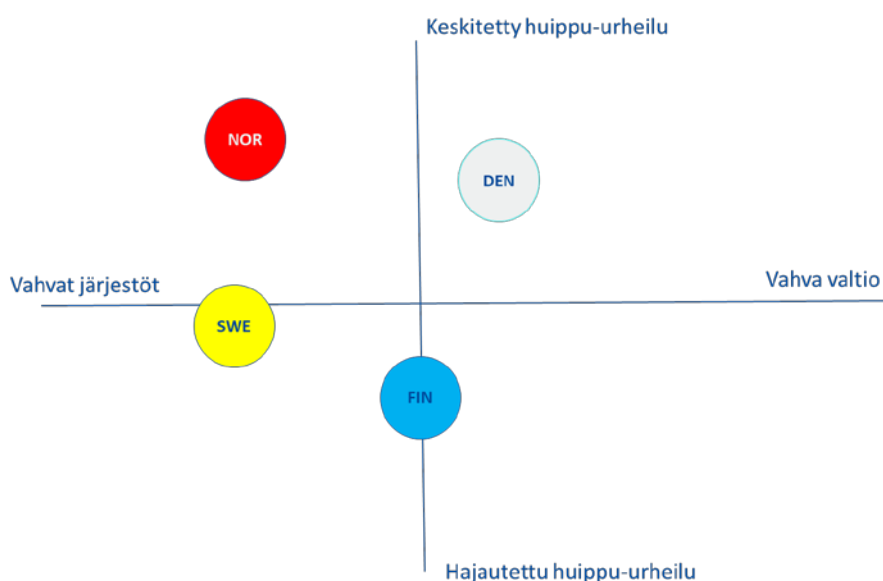 Keskitetty huippu-urheilu
NOR
DEN
Vahvat järjestöt
Vahva valtio
SWE
FIN
Hajautettu huippu-urheilu